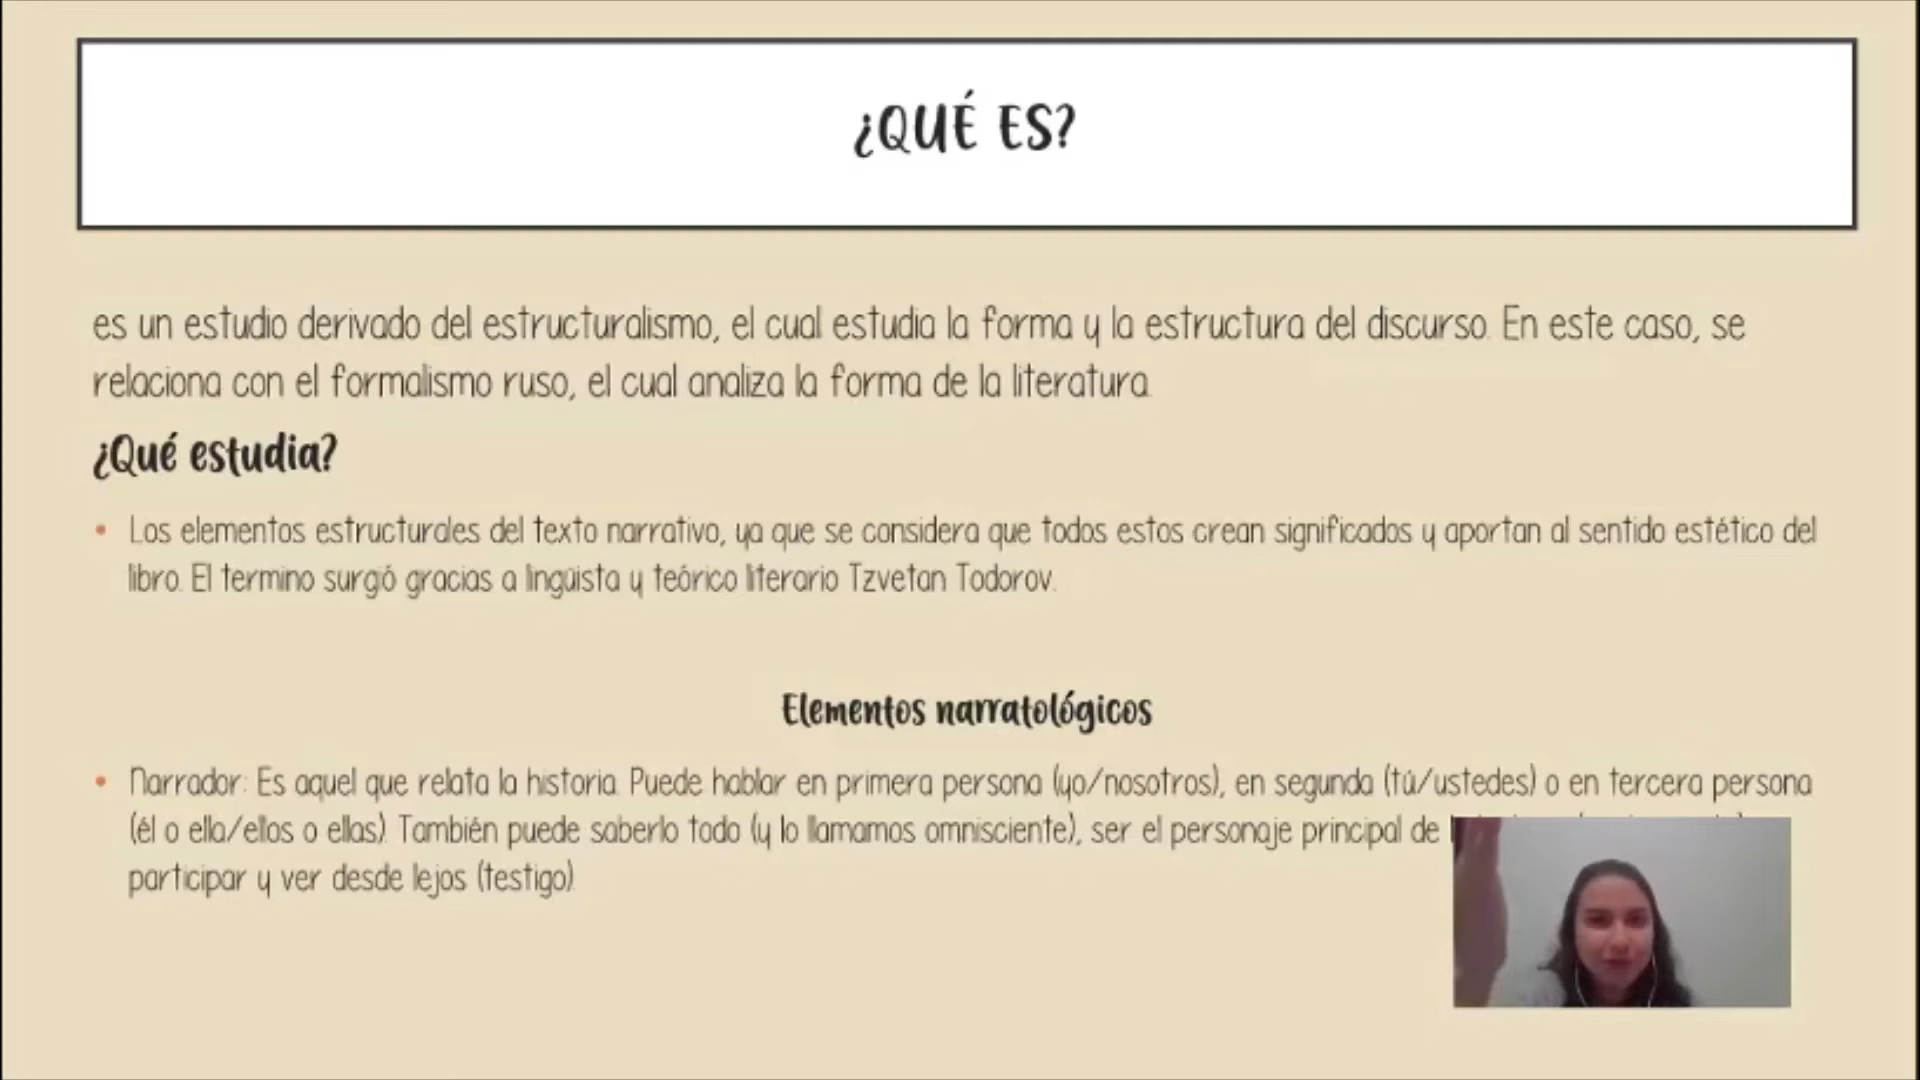 ¿QUÉ ES?
es un estudio derivado del estructuralismo, el cual estudia la forma y la estructura del discurso. En este caso, se
relaciona con el formalismo ruso, el cual analiza la forma de la literatura.
¿Qué estudia?
• Los elementos estructurales del texto narrativo, ya que se considera que todos estos crean significados y aportan al sentido estético del
libro. El termino surgó gracias a lingüista y teórico literario Tzvetan Todorov.
Elementos narratológicos
• Narrador: Es aquel que relata la historia. Puede hablar en primera persona (yo/nosotros), en segunda (tú/ustedes) o en tercera persona
(él o ella/ellos o ellas). También puede saberlo todo (y lo llamamos omnisciente), ser el personaje principal de
participar y ver desde lejos (testigo).